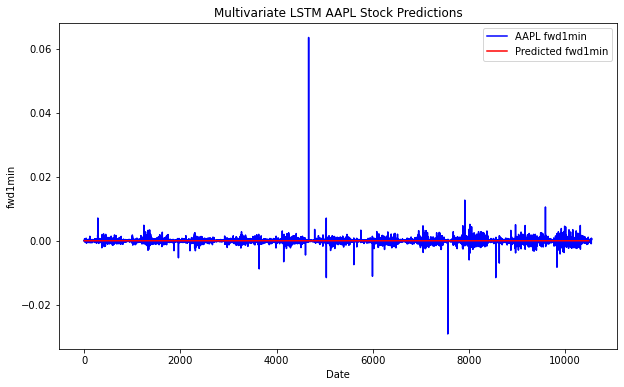 Multivariate LSTM AAPL Stock Predictions
AAPL fwd1min
Predicted fwd1min
0.06
0.04
0.02
0.00
−0.02
fwd1min
0
2000
4000
6000
8000
10000
Date